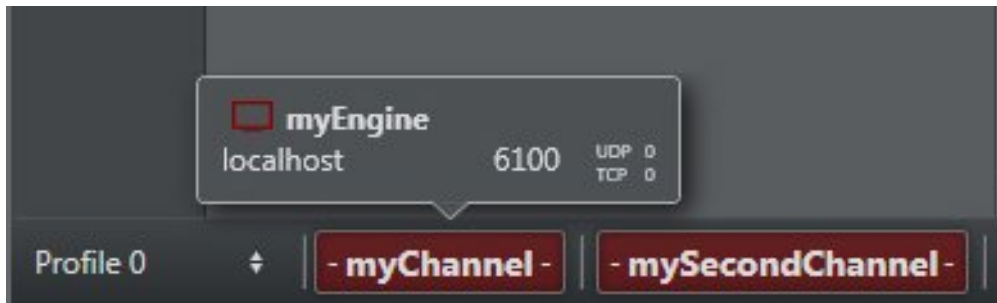 myEngine
localhost 6100 UDP 0
TCP 0
Profile 0 - myChannel - - mySecondChannel -